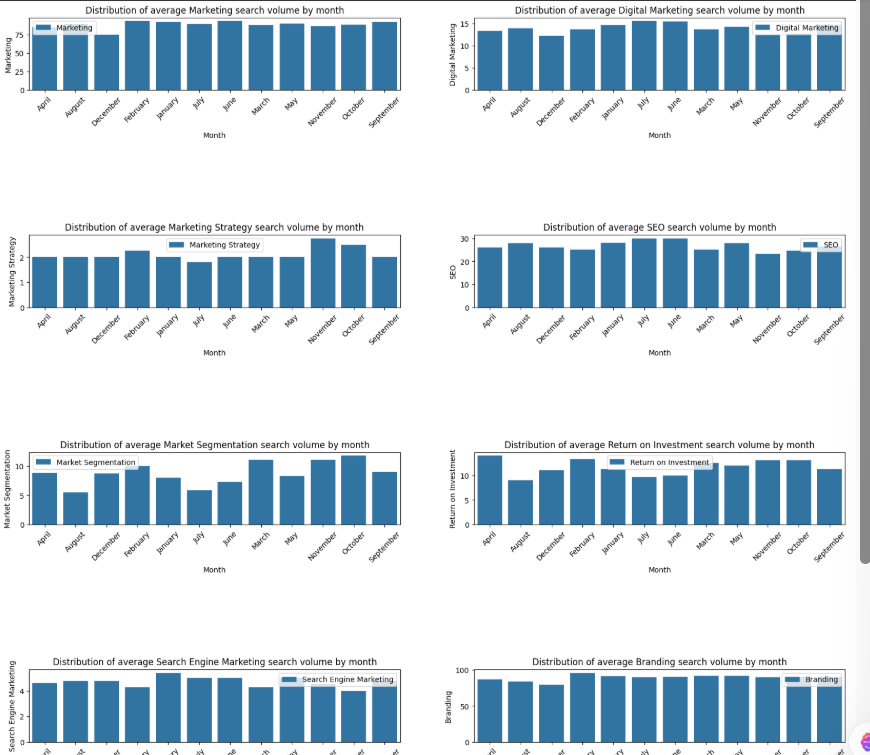 Distribution of average Marketing search volume by month
Marketing
75
50
25
0
Marketing
April
August
December
February
January
July
June
March
May
November
October
September
Month
Distribution of average Digital Marketing search volume by month
Digital Marketing
15
10
5
0
Digital Marketing
April
August
December
February
January
July
June
March
May
November
October
September
Month
Distribution of average Marketing Strategy search volume by month
Marketing Strategy
2
1
0
Marketing Strategy
April
August
December
February
January
July
June
March
May
November
October
September
Month
Distribution of average SEO search volume by month
SEO
30
20
10
0
SEO
April
August
December
February
January
July
June
March
May
November
October
September
Month
Distribution of average Market Segmentation search volume by month
Market Segmentation
10
5
0
Market Segmentation
April
August
December
February
January
July
June
March
May
November
October
September
Month
Distribution of average Return on Investment search volume by month
Return on Investment
10
5
0
Return on Investment
April
August
December
February
January
July
June
March
May
November
October
September
Month
Distribution of average Search Engine Marketing search volume by month
Search Engine Marketing
4
2
0
Search Engine Marketing
Distribution of average Branding search volume by month
Branding
100
50
0
Branding